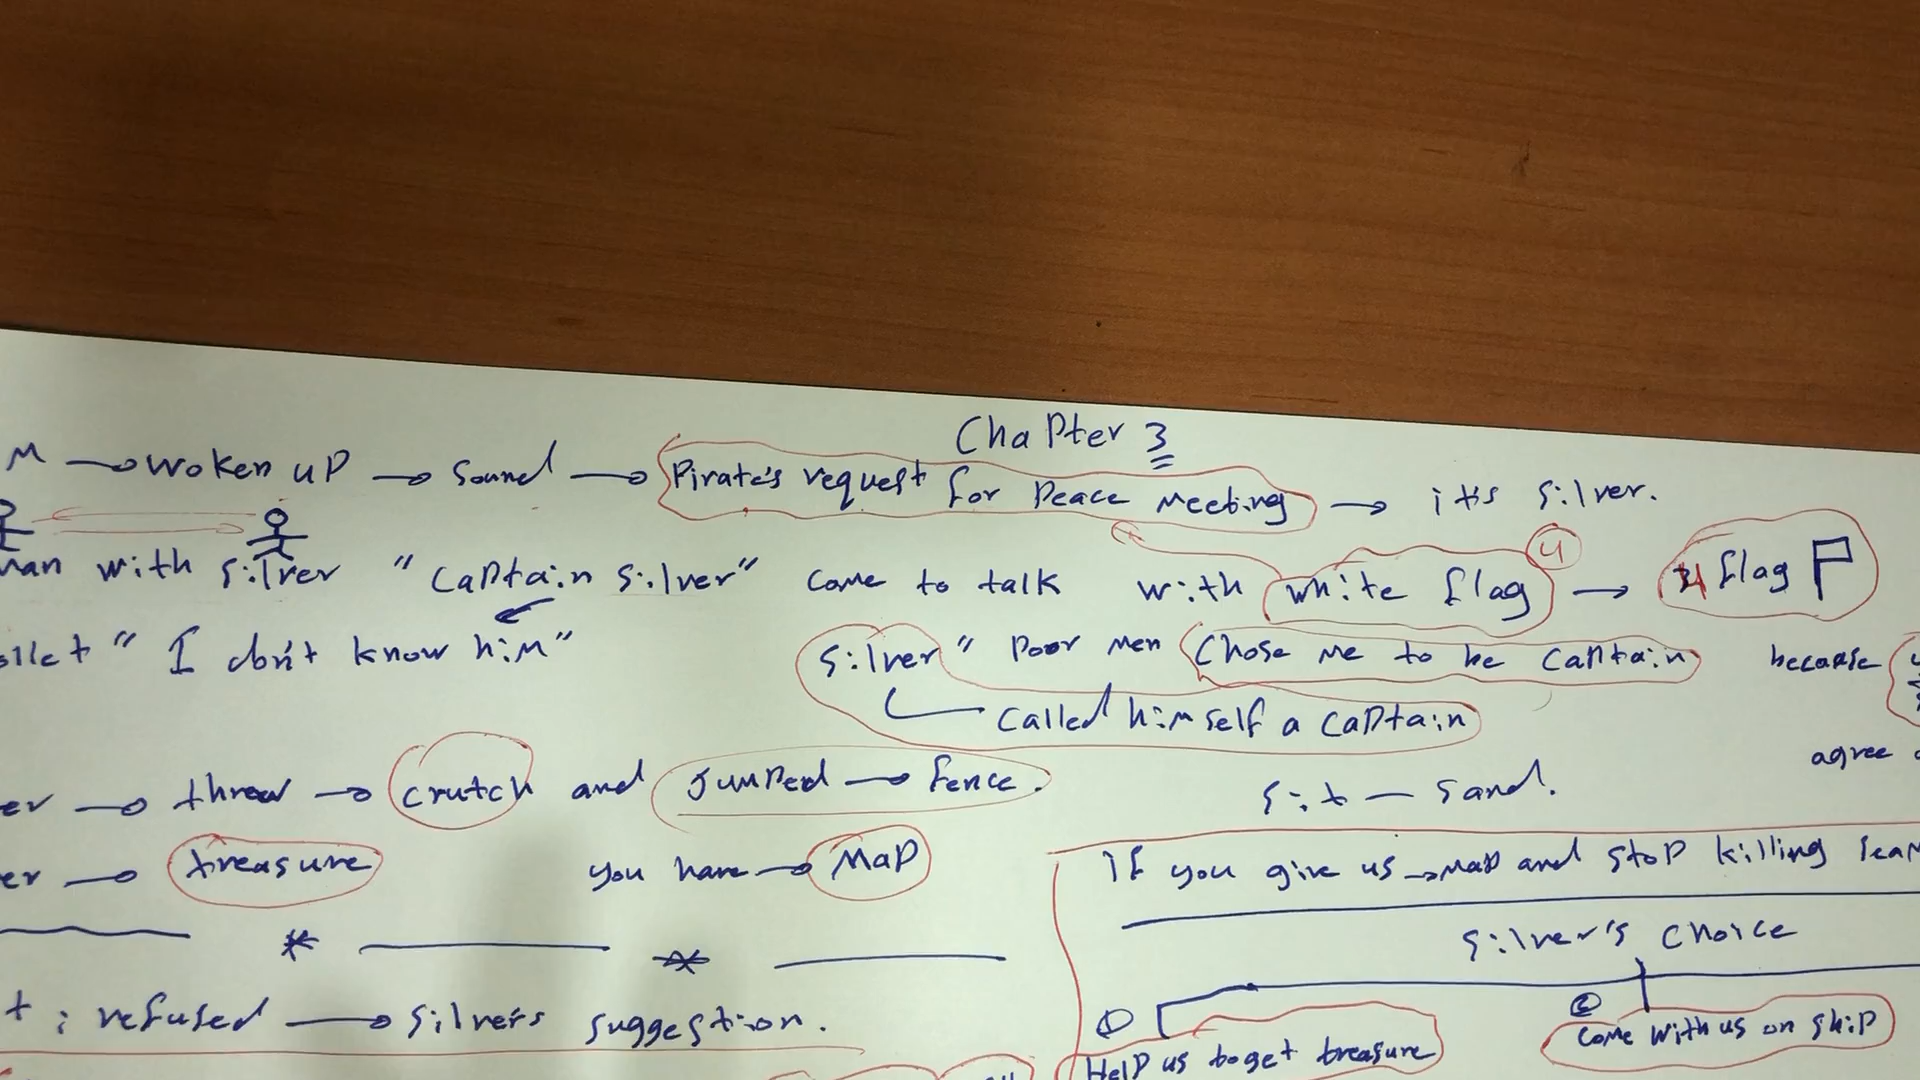 Chapter 3
M → woken up → sound → Pirate's request for Peace Meeting → it's silver.
man with silver "captain silver" come to talk with white flag 4 → flag
"I don't know him"
silver " Poor men chose me to be captain because
called himself a captain
agree
er → threw → crutch and Jumped → fence.
sit — sand.
er → treasure you have → MaP
If you give us → map and stop killing
silver's choice
t : refused → silver's suggestion.
① ②
Help us to get treasure
come with us on ship